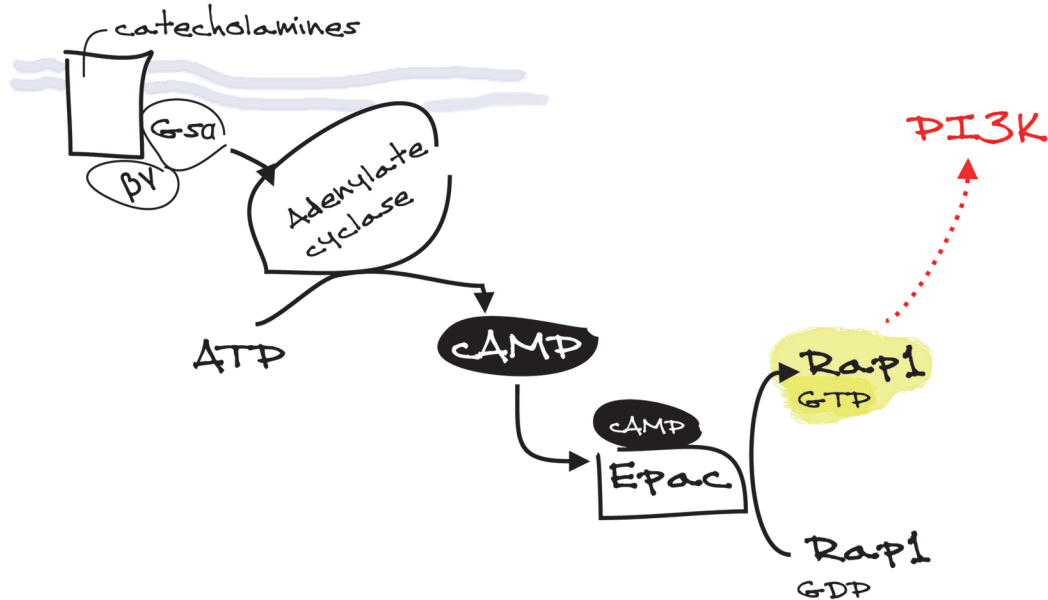 catecholamines
Gsα
βγ
Adenylate
cyclase
PI3K
ATP
cAMP
Rap1
GTP
cAMP
Epac
Rap1
GDP